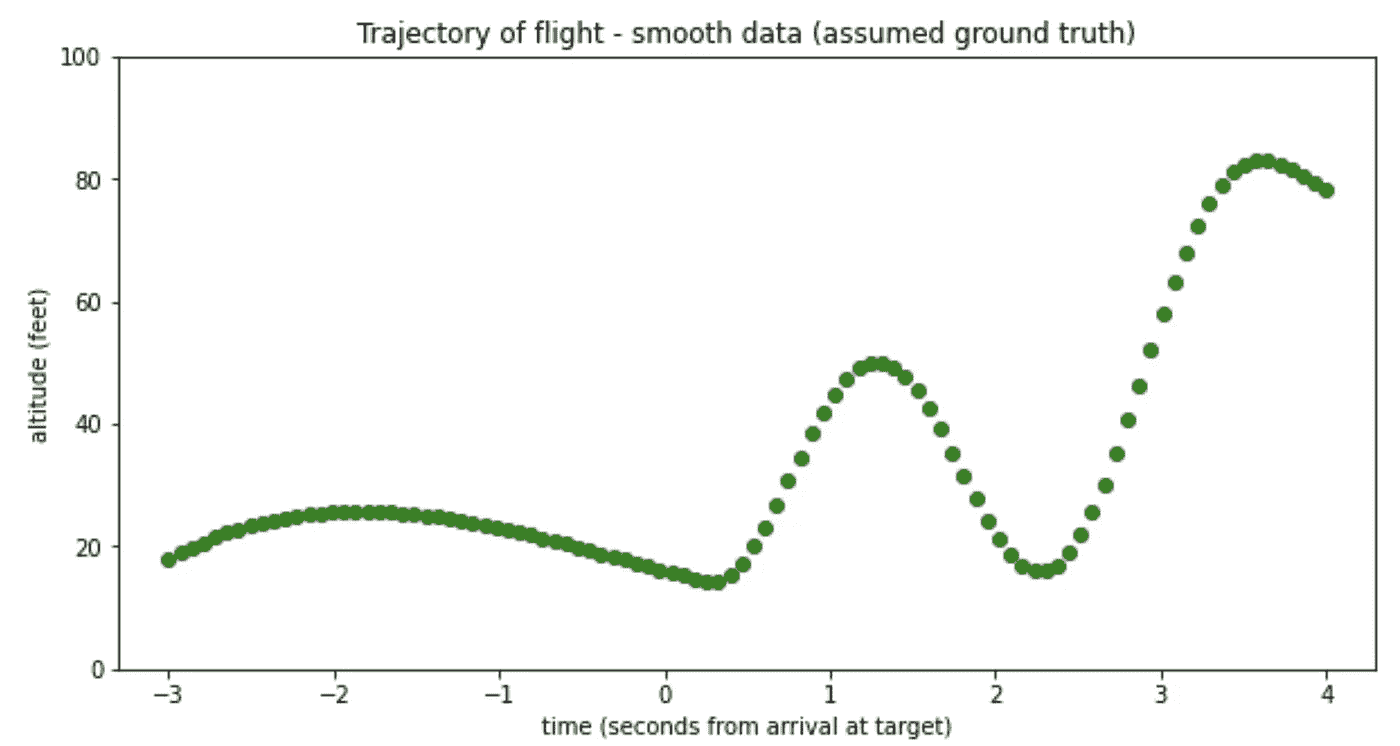 Trajectory of flight - smooth data (assumed ground truth)
100
80
60
40
20
0
altitude (feet)
−3 −2 −1 0 1 2 3 4
time (seconds from arrival at target)